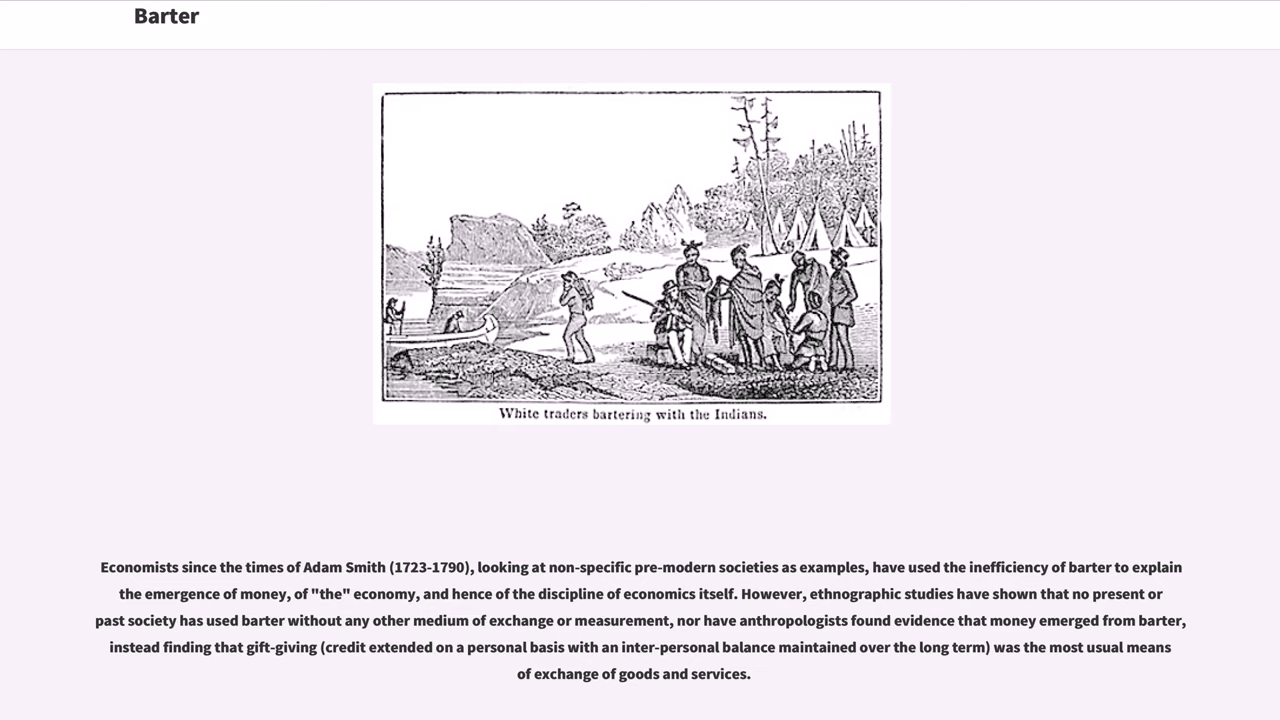 Barter
White traders bartering with the Indians.
Economists since the times of Adam Smith (1723-1790), looking at non-specific pre-modern societies as examples, have used the inefficiency of barter to explain
the emergence of money, of "the" economy, and hence of the discipline of economics itself. However, ethnographic studies have shown that no present or
past society has used barter without any other medium of exchange or measurement, nor have anthropologists found evidence that money emerged from barter,
instead finding that gift-giving (credit extended on a personal basis with an inter-personal balance maintained over the long term) was the most usual means
of exchange of goods and services.